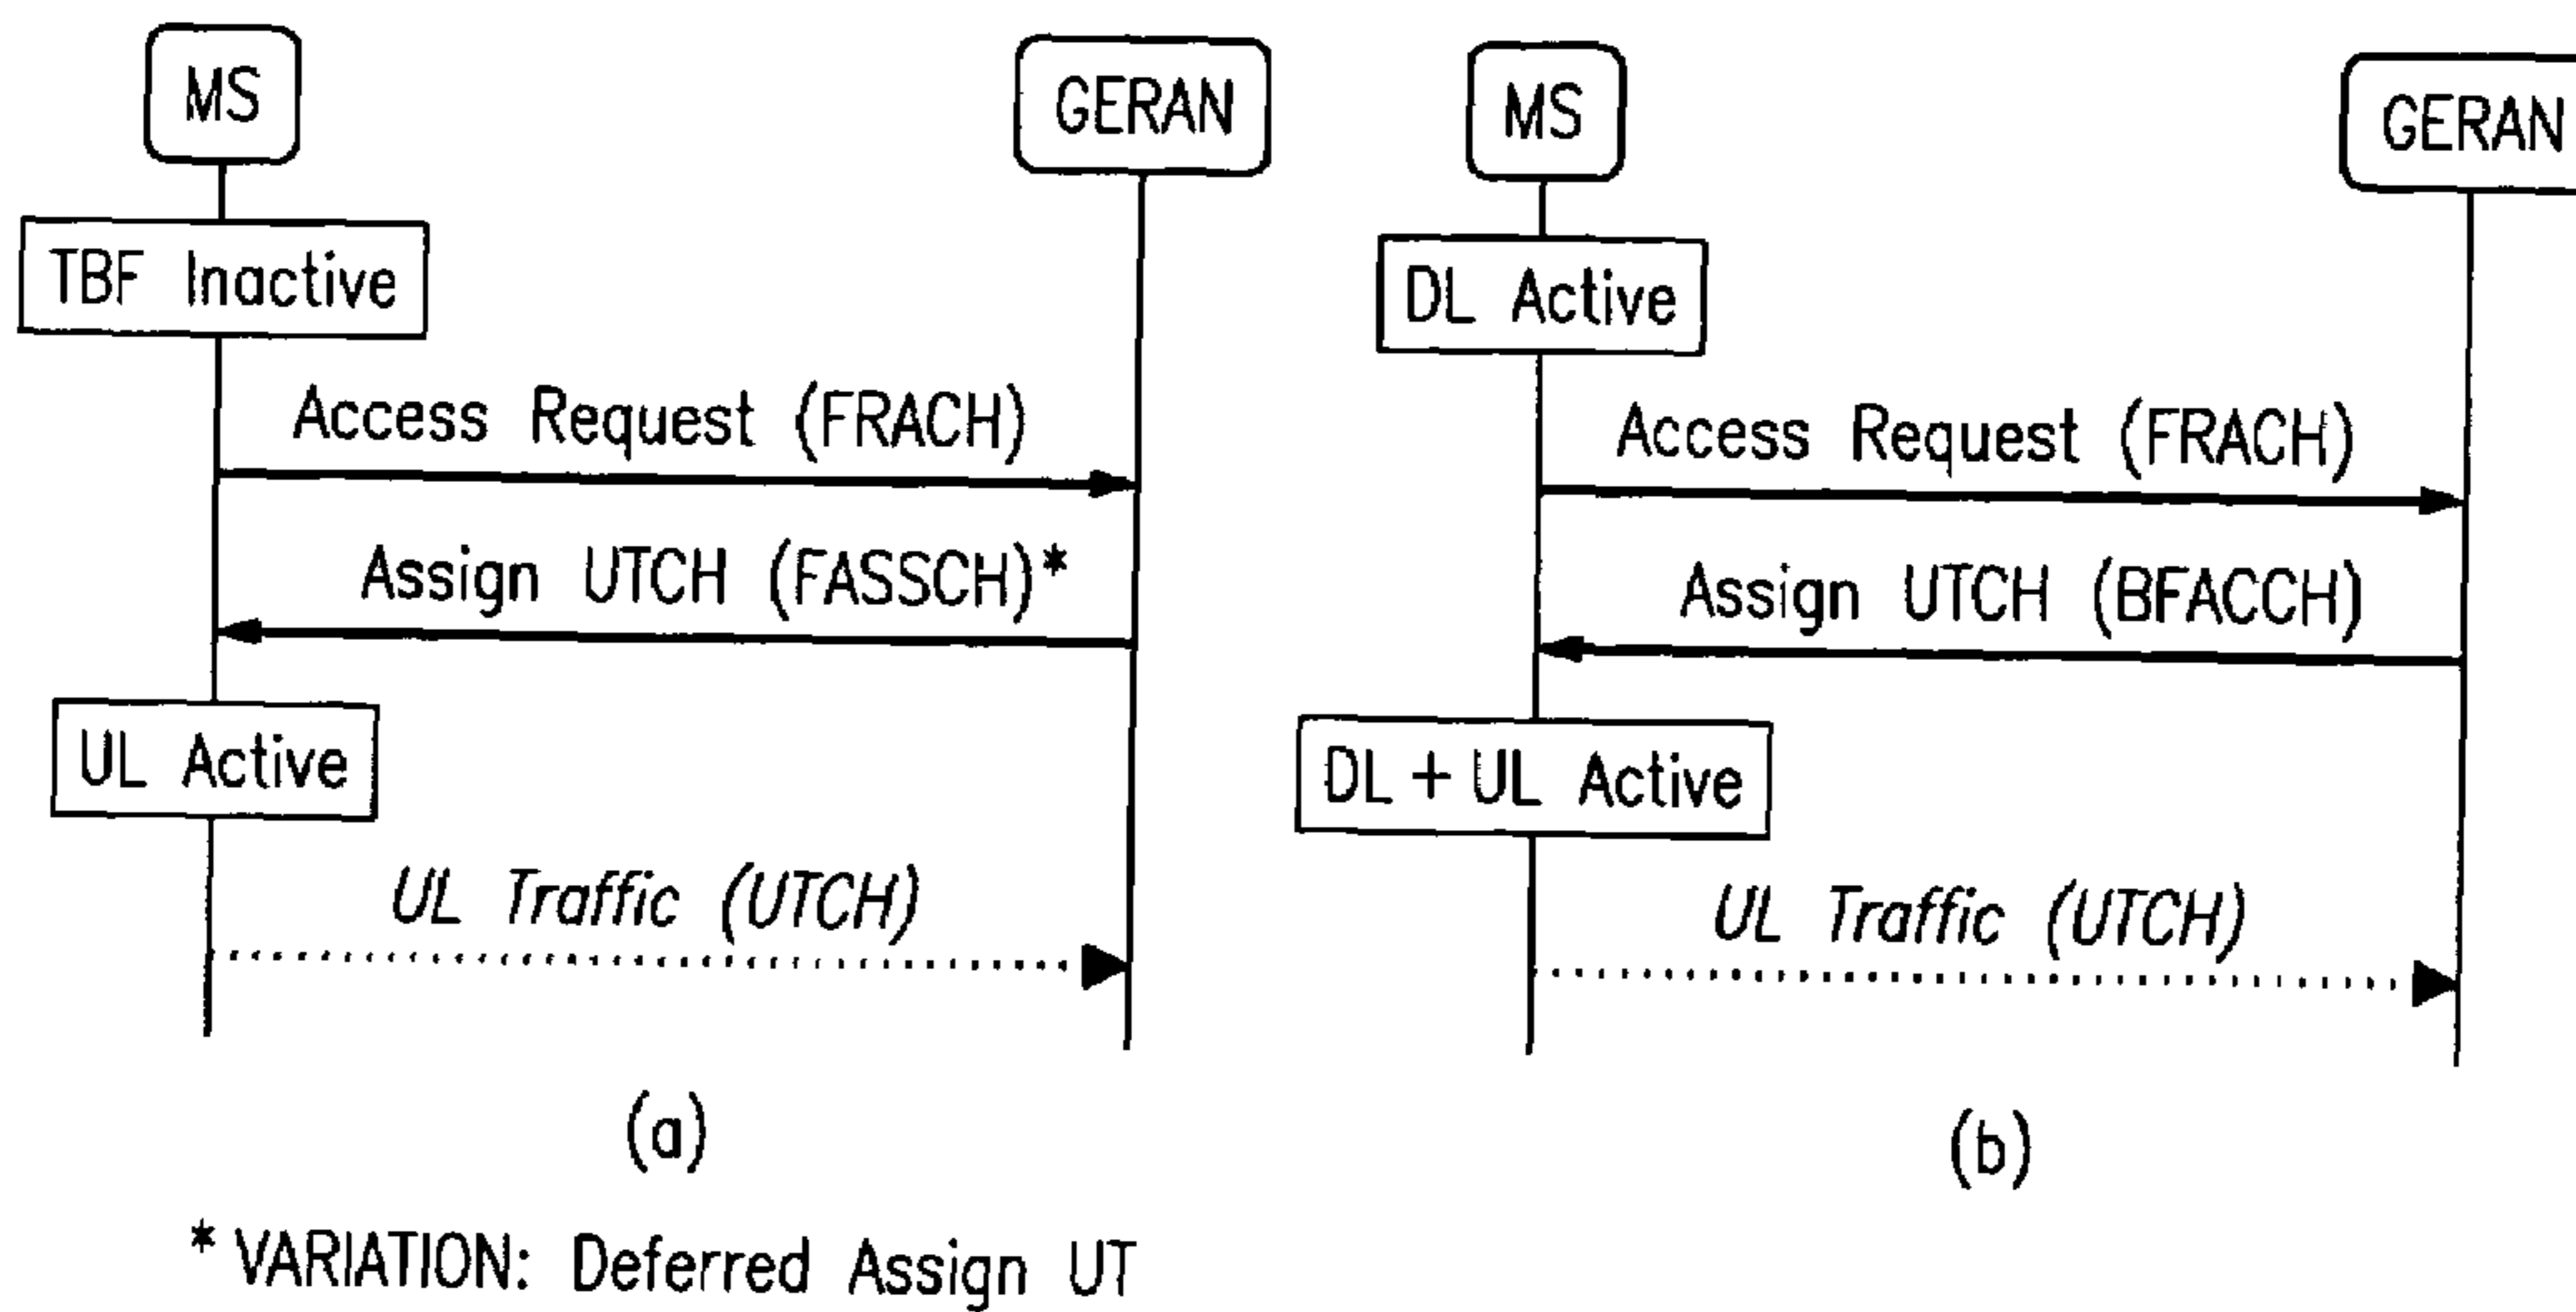 MS
GERAN
TBF Inactive
Access Request (FRACH)
Assign UTCH (FASSCH)*
UL Active
UL Traffic (UTCH)
(a)
* VARIATION: Deferred Assign UT
MS
GERAN
DL Active
Access Request (FRACH)
Assign UTCH (BFACCH)
DL + UL Active
UL Traffic (UTCH)
(b)